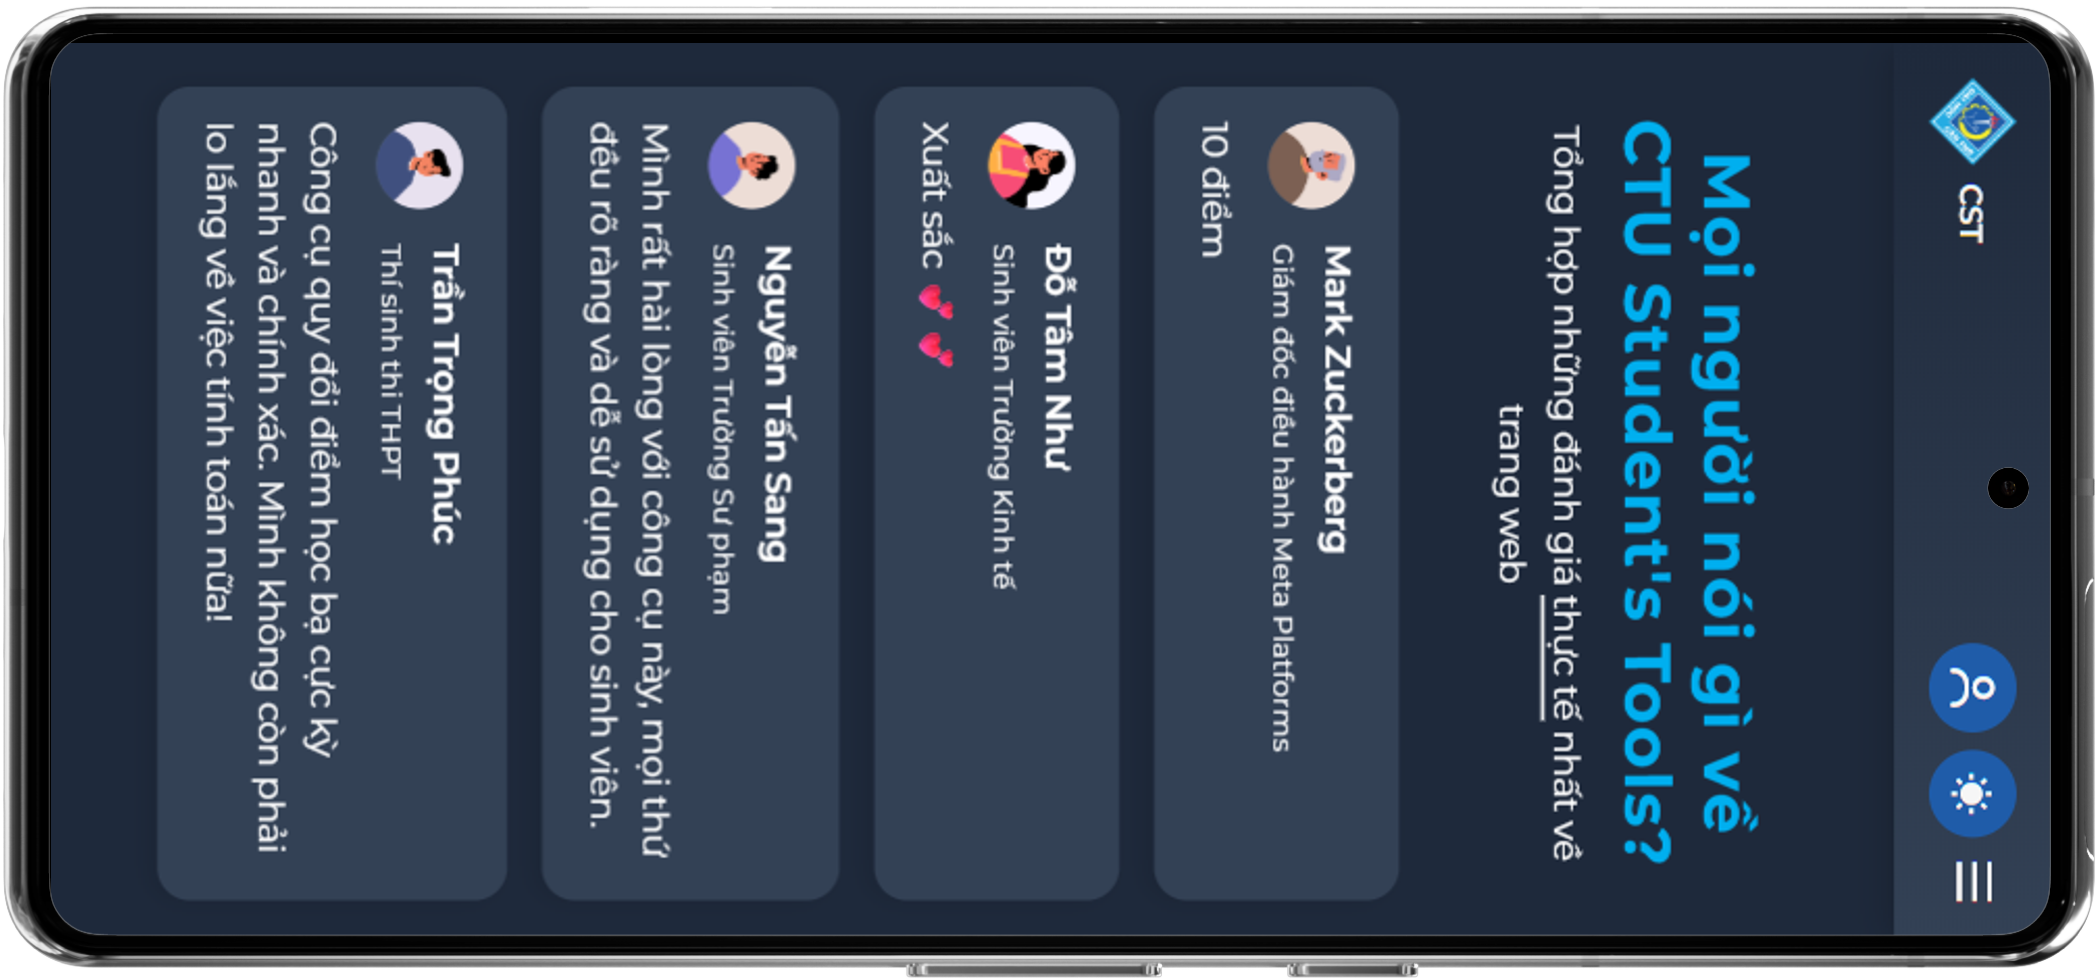 CST
Mọi người nói gì về
CTU Student's Tools?
Tổng hợp những đánh giá thực tế nhất về
trang web
Mark Zuckerberg
Giám đốc điều hành Meta Platforms
10 điểm
Đỗ Tâm Như
Sinh viên Trường Kinh tế
Xuất sắc 💕 💕
Nguyễn Tấn Sang
Sinh viên Trường Sư phạm
Mình rất hài lòng với công cụ này, mọi thứ
đều rõ ràng và dễ sử dụng cho sinh viên.
Trần Trọng Phúc
Thí sinh thi THPT
Công cụ quy đổi điểm học bạ cực kỳ
nhanh và chính xác. Mình không còn phải
lo lắng về việc tính toán nữa!